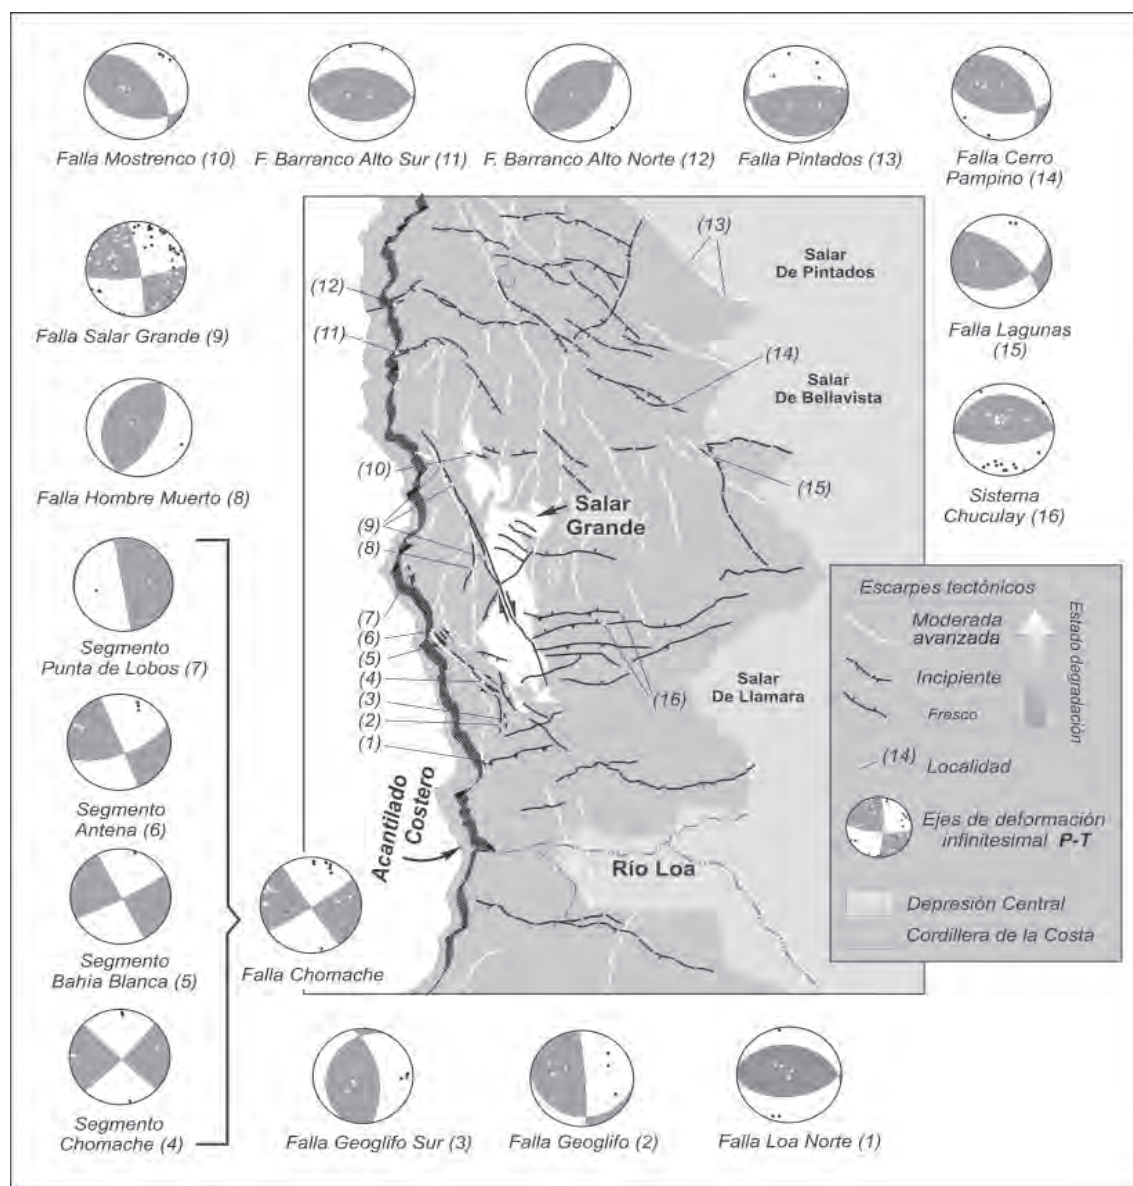 Falla Mostrenco (10)
F. Barranco Alto Sur (11)
F. Barranco Alto Norte (12)
Falla Pintados (13)
Falla Cerro
Pampino (14)
Falla Salar Grande (9)
Falla Hombre Muerto (8)
Segmento
Punta de Lobos (7)
Segmento
Antena (6)
Segmento
Bahía Blanca (5)
Segmento
Chomache (4)
Falla Chomache
Falla Geoglifo Sur (3)
Falla Geoglifo (2)
Falla Loa Norte (1)
Falla Lagunas
(15)
Sistema
Chuculay (16)
(13)
Salar
De Pintados
(12)
(11)
(14)
Salar
De Bellavista
(10)
(15)
Salar
Grande
(9)
(8)
(7)
(6)
(5)
(4)
(3)
(2)
(1)
(16)
Salar
De Llamara
Acantilado
Costero
Río Loa
Escarpes tectónicos
Moderada
avanzada
Incipiente
Fresco
Estado degradación
(14) Localidad
Ejes de deformación
infinitesimal P-T
Depresión Central
Cordillera de la Costa